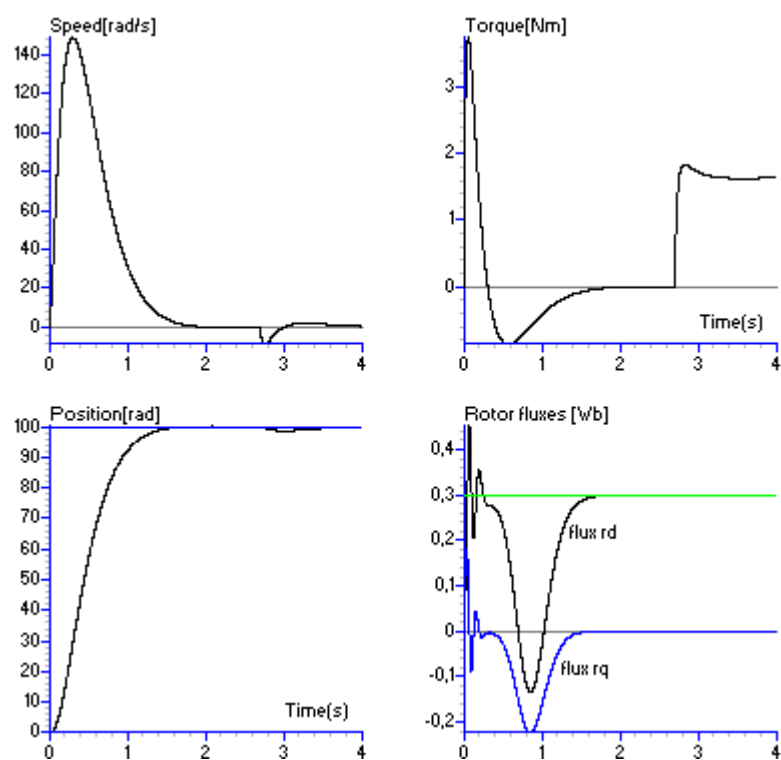 Speed[rad/s]
140
120
100
80
60
40
20
0
0 1 2 3 4
Torque[Nm]
3
2
1
0
Time(s)
0 1 2 3 4
Position[rad]
100
90
80
70
60
50
40
30
20
10
0
Time(s)
0 1 2 3 4
Rotor fluxes [Wb]
0,4
0,3
0,2
0,1
0
-0,1
-0,2
flux rd
flux rq
0 1 2 3 4